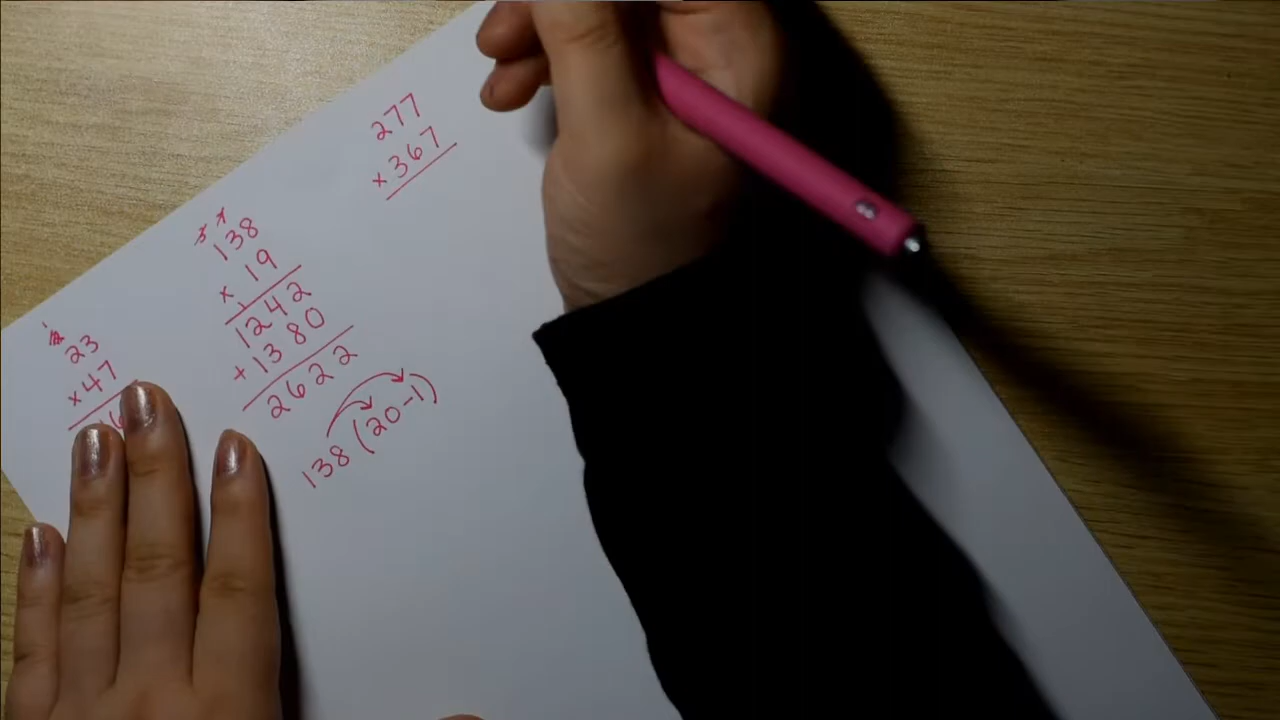 23
x 47
138
x 19
1242
+ 1380
2622
138 (20-1)
277
x 367